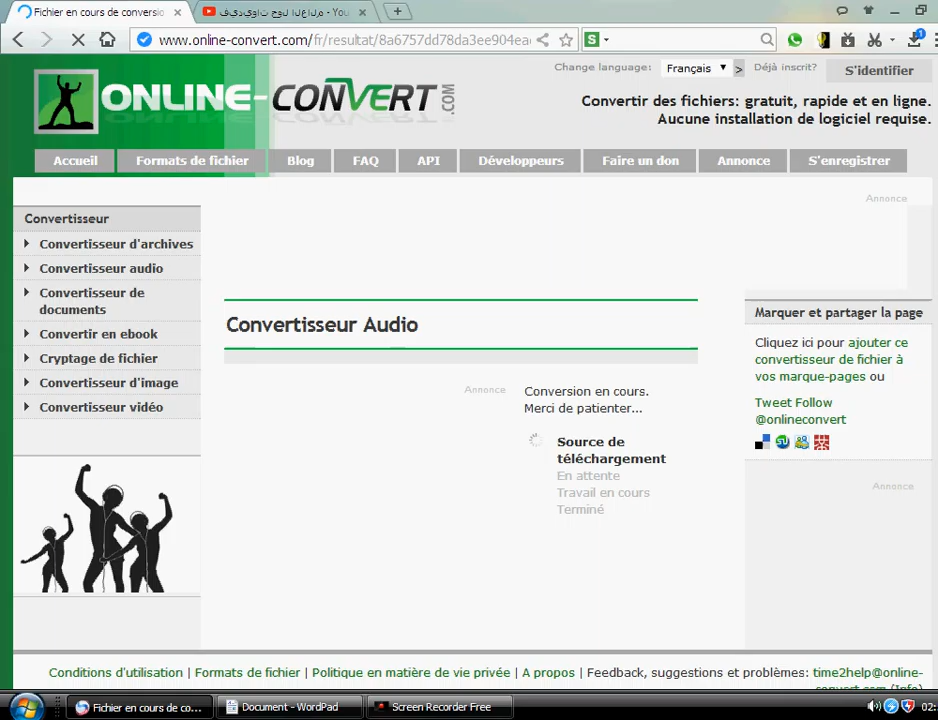 Fichier en cours de conversio
فيديوات حول العالم - You
www.online-convert.com/fr/resultat/8a6757dd78da3ee904eac
S
1
ONLINE-CONVERT.COM
Change language: Français > Déjà inscrit? S'identifier
Convertir des fichiers: gratuit, rapide et en ligne.
Aucune installation de logiciel requise.
Accueil Formats de fichier Blog FAQ API Développeurs Faire un don Annonce S'enregistrer
Annonce
Convertisseur
Convertisseur d'archives
Convertisseur audio
Convertisseur de
documents
Convertir en ebook
Cryptage de fichier
Convertisseur d'image
Convertisseur vidéo
Convertisseur Audio
Annonce
Conversion en cours.
Merci de patienter...
Source de
téléchargement
En attente
Travail en cours
Terminé
Marquer et partager la page
Cliquez ici pour ajouter ce
convertisseur de fichier à
vos marque-pages ou
Tweet Follow
@onlineconvert
Annonce
Conditions d'utilisation | Formats de fichier | Politique en matière de vie privée | A propos | Feedback, suggestions et problèmes: time2help@online-
convert.com (Info)
Fichier en cours de co... Document - WordPad Screen Recorder Free 02: